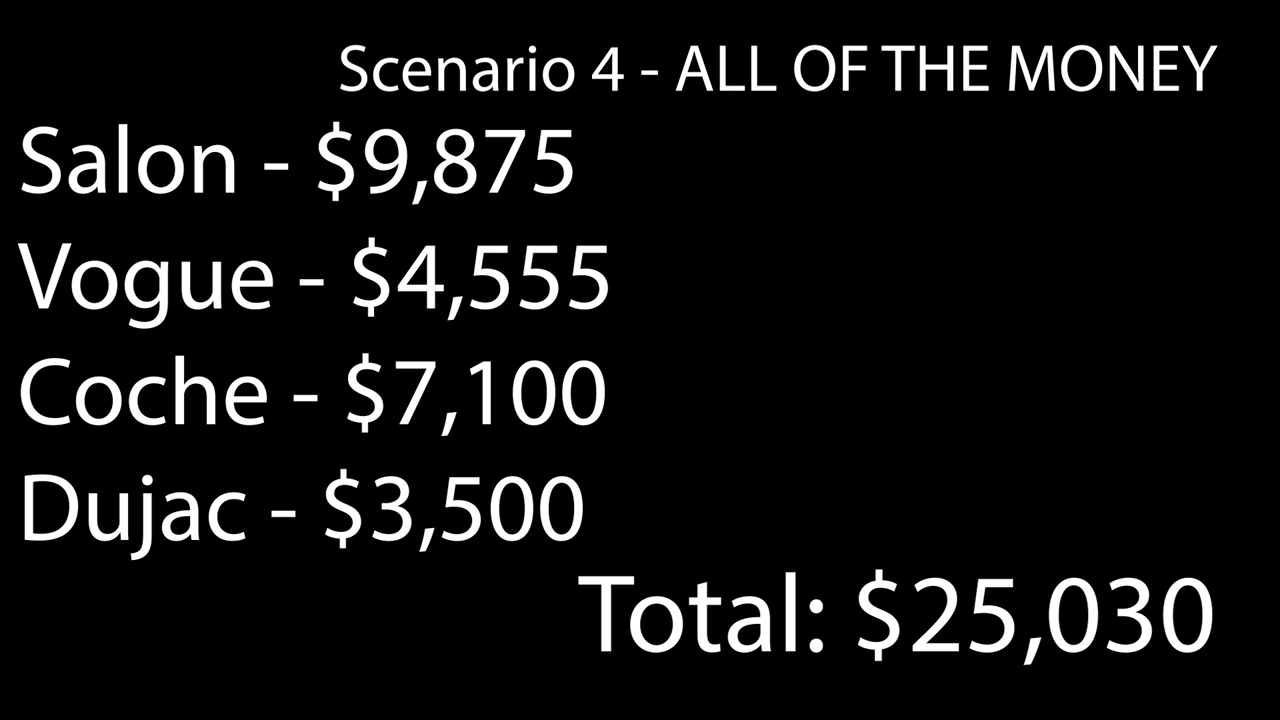 Scenario 4 - ALL OF THE MONEY
Salon - $9,875
Vogue - $4,555
Coche - $7,100
Dujac - $3,500
Total: $25,030